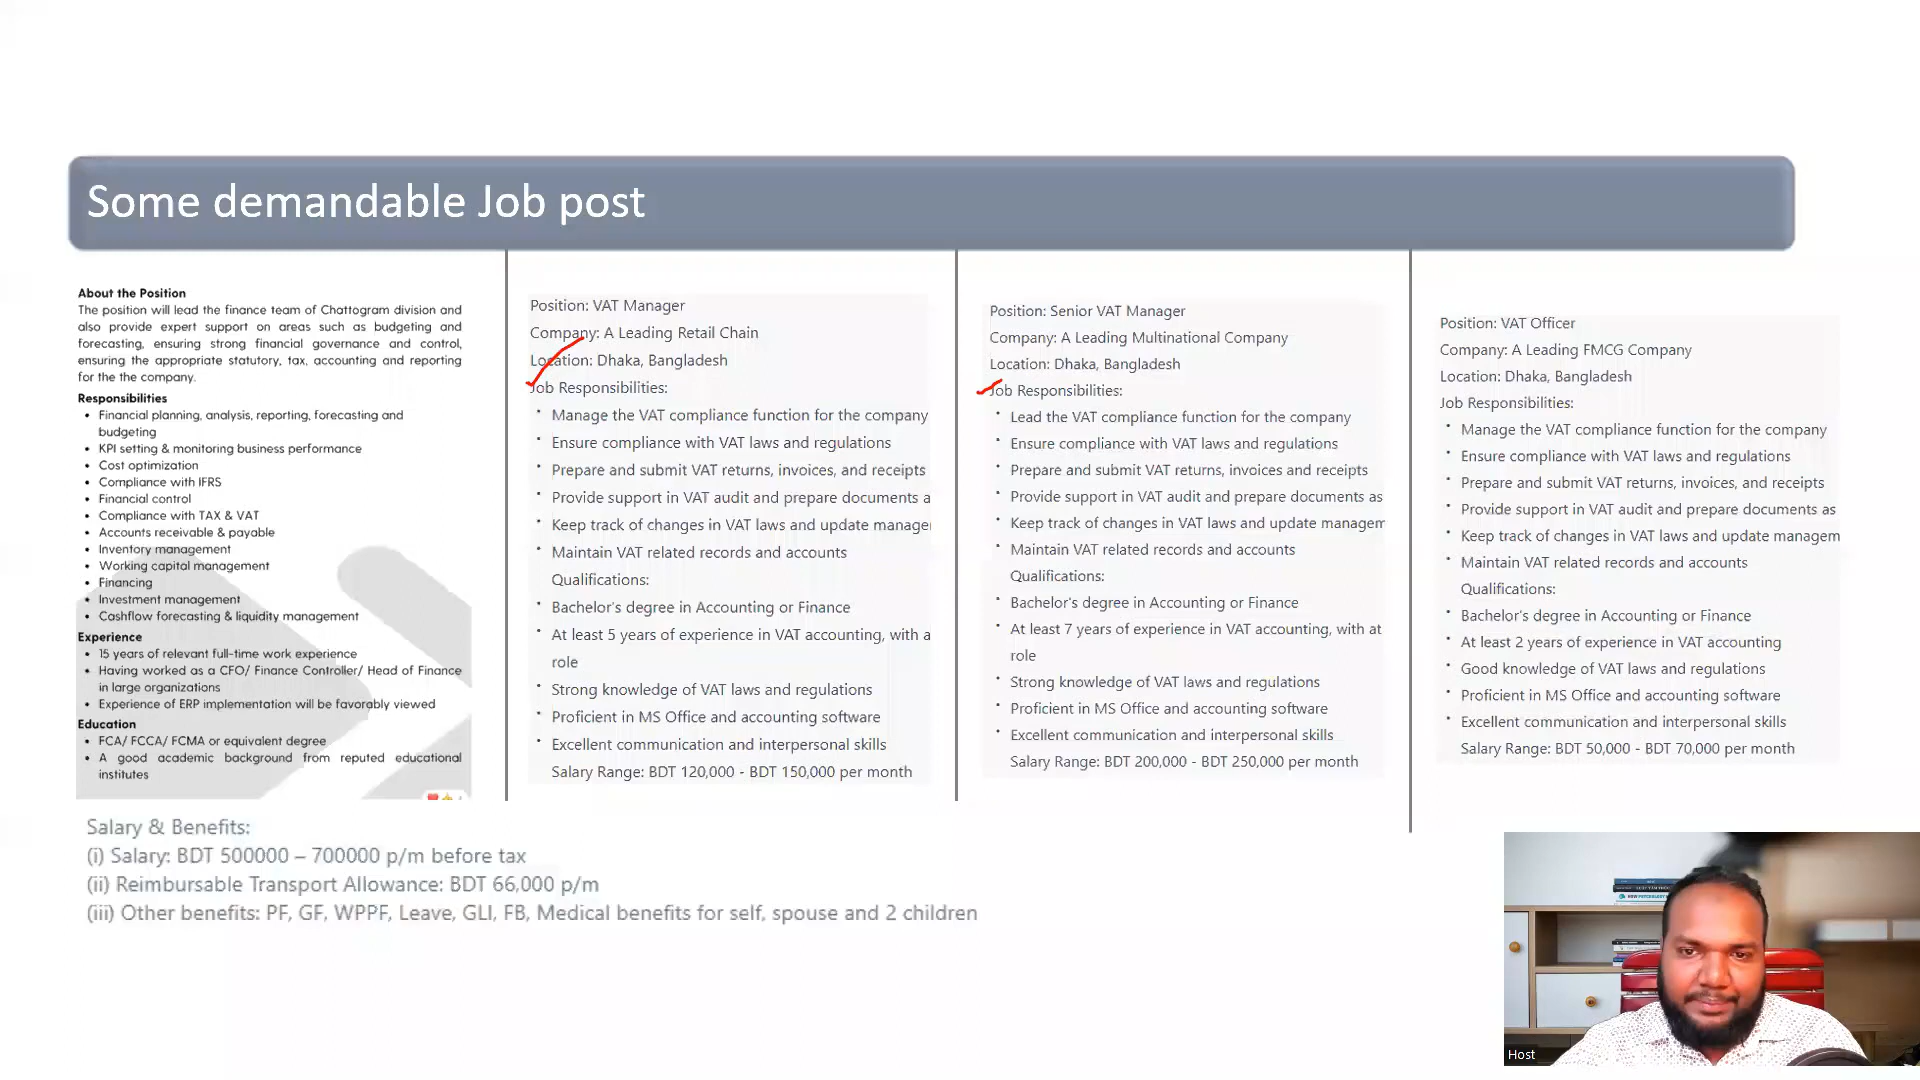 Some demandable Job post
About the Position
The position will lead the finance team of Chattogram division and
also provide expert support on areas such as budgeting and
forecasting, ensuring strong financial governance and control,
ensuring the appropriate statutory, tax, accounting and reporting
for the the company.
Responsibilities
• Financial planning, analysis, reporting, forecasting and
budgeting
• KPI setting & monitoring business performance
• Cost optimization
• Compliance with IFRS
• Financial control
• Compliance with TAX & VAT
• Accounts receivable & payable
• Inventory management
• Working capital management
• Financing
• Investment management
• Cashflow forecasting & liquidity management
Experience
• 15 years of relevant full-time work experience
• Having worked as a CFO/ Finance Controller/ Head of Finance
in large organizations
• Experience of ERP implementation will be favorably viewed
Education
• FCA/ FCCA/ FCMA or equivalent degree
• A good academic background from reputed educational
institutes
Salary & Benefits:
(i) Salary: BDT 500000 – 700000 p/m before tax
(ii) Reimbursable Transport Allowance: BDT 66,000 p/m
(iii) Other benefits: PF, GF, WPPF, Leave, GLI, FB, Medical benefits for self, spouse and 2 children
Position: VAT Manager
Company: A Leading Retail Chain
Location: Dhaka, Bangladesh
Job Responsibilities:
• Manage the VAT compliance function for the company
• Ensure compliance with VAT laws and regulations
• Prepare and submit VAT returns, invoices, and receipts
• Provide support in VAT audit and prepare documents a
• Keep track of changes in VAT laws and update manage
• Maintain VAT related records and accounts
Qualifications:
• Bachelor's degree in Accounting or Finance
• At least 5 years of experience in VAT accounting, with a
role
• Strong knowledge of VAT laws and regulations
• Proficient in MS Office and accounting software
• Excellent communication and interpersonal skills
Salary Range: BDT 120,000 - BDT 150,000 per month
Position: Senior VAT Manager
Company: A Leading Multinational Company
Location: Dhaka, Bangladesh
Job Responsibilities:
• Lead the VAT compliance function for the company
• Ensure compliance with VAT laws and regulations
• Prepare and submit VAT returns, invoices and receipts
• Provide support in VAT audit and prepare documents as
• Keep track of changes in VAT laws and update managem
• Maintain VAT related records and accounts
Qualifications:
• Bachelor's degree in Accounting or Finance
• At least 7 years of experience in VAT accounting, with at
role
• Strong knowledge of VAT laws and regulations
• Proficient in MS Office and accounting software
• Excellent communication and interpersonal skills
Salary Range: BDT 200,000 - BDT 250,000 per month
Position: VAT Officer
Company: A Leading FMCG Company
Location: Dhaka, Bangladesh
Job Responsibilities:
• Manage the VAT compliance function for the company
• Ensure compliance with VAT laws and regulations
• Prepare and submit VAT returns, invoices, and receipts
• Provide support in VAT audit and prepare documents as
• Keep track of changes in VAT laws and update managem
• Maintain VAT related records and accounts
Qualifications:
• Bachelor's degree in Accounting or Finance
• At least 2 years of experience in VAT accounting
• Good knowledge of VAT laws and regulations
• Proficient in MS Office and accounting software
• Excellent communication and interpersonal skills
Salary Range: BDT 50,000 - BDT 70,000 per month
Host